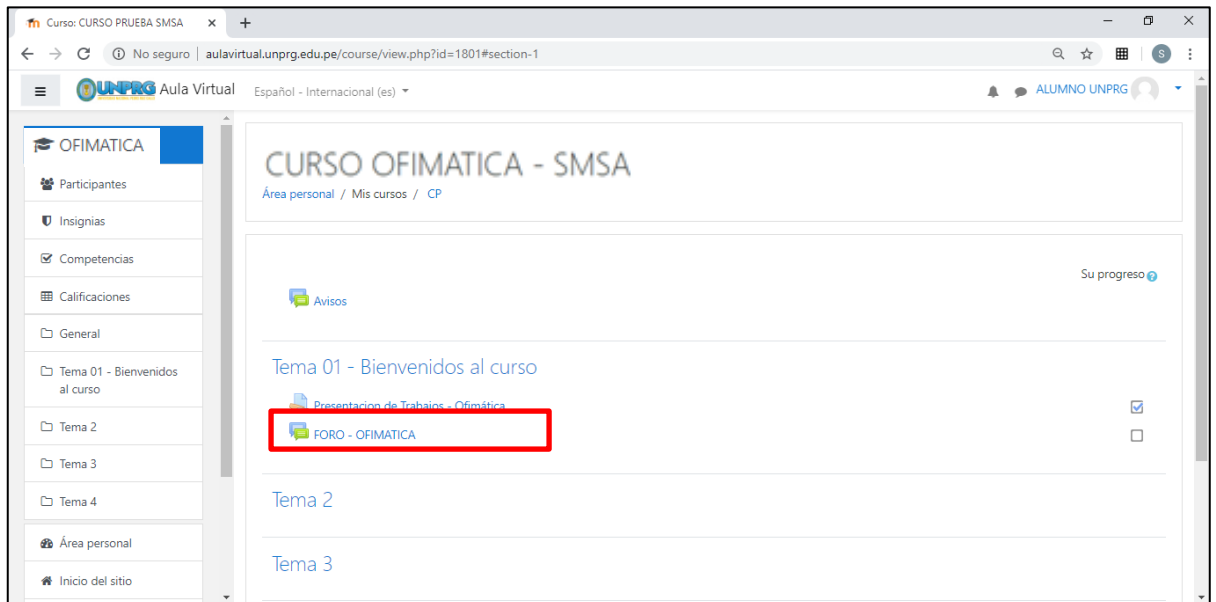 Curso: CURSO PRUEBA SMSA
No seguro | aulavirtual.unprg.edu.pe/course/view.php?id=1801#section-1
S
UNPRG Aula Virtual
Español - Internacional (es)
ALUMNO UNPRG
OFIMATICA
Participantes
Insignias
Competencias
Calificaciones
General
Tema 01 - Bienvenidos
al curso
Tema 2
Tema 3
Tema 4
Área personal
Inicio del sitio
CURSO OFIMATICA - SMSA
Área personal / Mis cursos / CP
Su progreso
Avisos
Tema 01 - Bienvenidos al curso
Presentacion de Trabajos - Ofimática
FORO - OFIMATICA
Tema 2
Tema 3